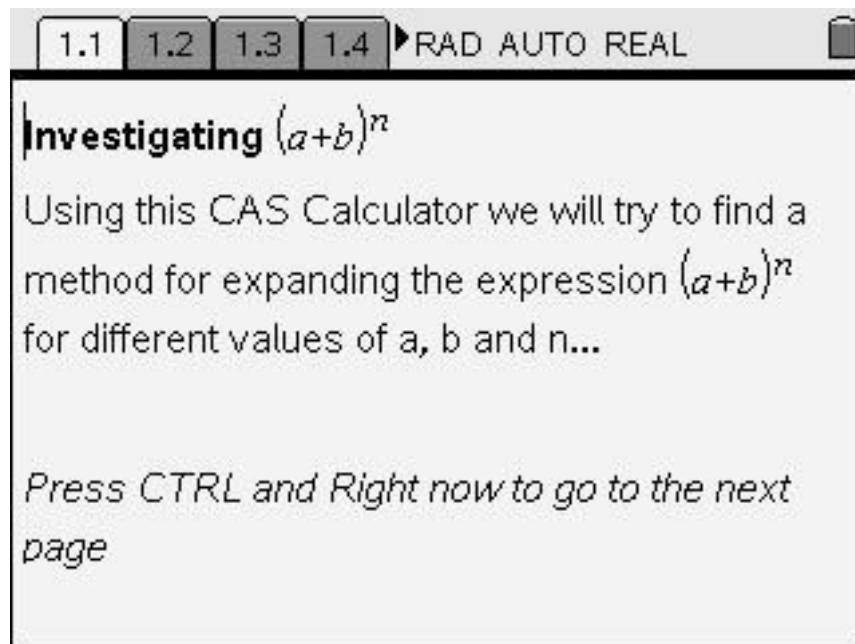 1.1 1.2 1.3 1.4 RAD AUTO REAL
Investigating (a+b)^n
Using this CAS Calculator we will try to find a
method for expanding the expression (a+b)^n
for different values of a, b and n...
Press CTRL and Right now to go to the next
page